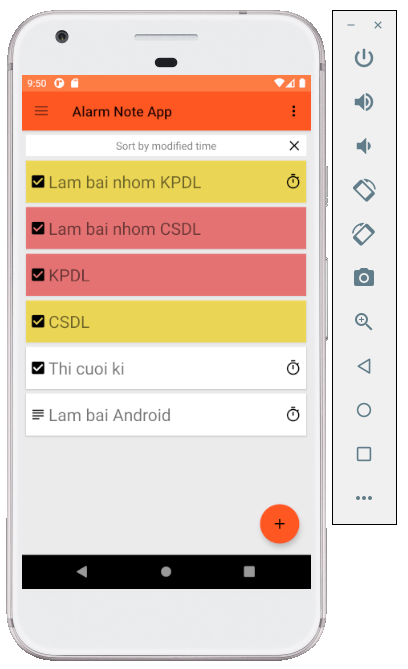 9:50
Alarm Note App
Sort by modified time
Lam bai nhom KPDL
Lam bai nhom CSDL
KPDL
CSDL
Thi cuoi ki
Lam bai Android